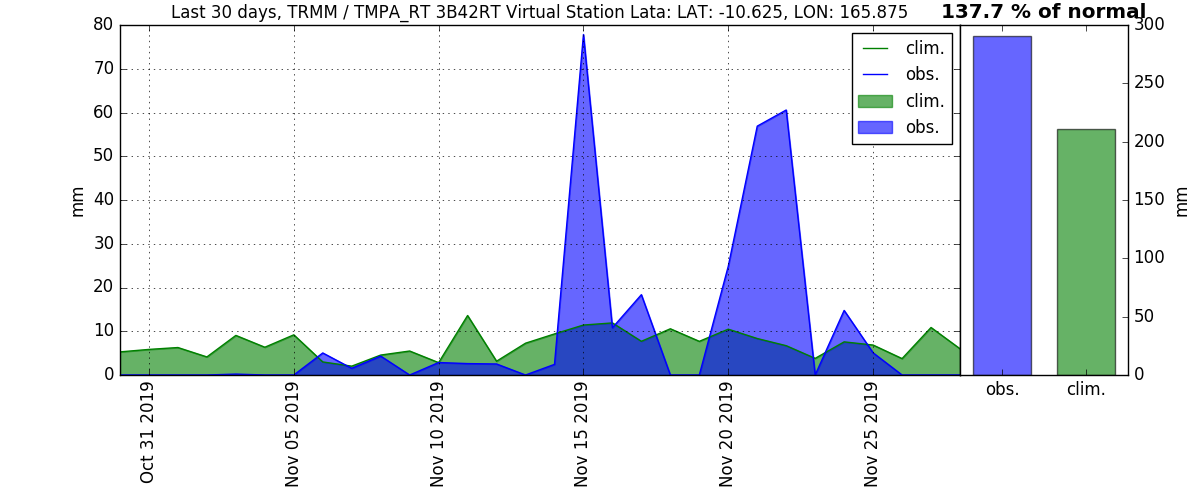 Last 30 days, TRMM / TMPA_RT 3B42RT Virtual Station Lata: LAT: -10.625, LON: 165.875
137.7 % of normal
80
70
60
50
40
30
20
10
0
mm
clim.
obs.
clim.
obs.
300
250
200
150
100
50
0
mm
obs.
clim.
Oct 31 2019
Nov 05 2019
Nov 10 2019
Nov 15 2019
Nov 20 2019
Nov 25 2019